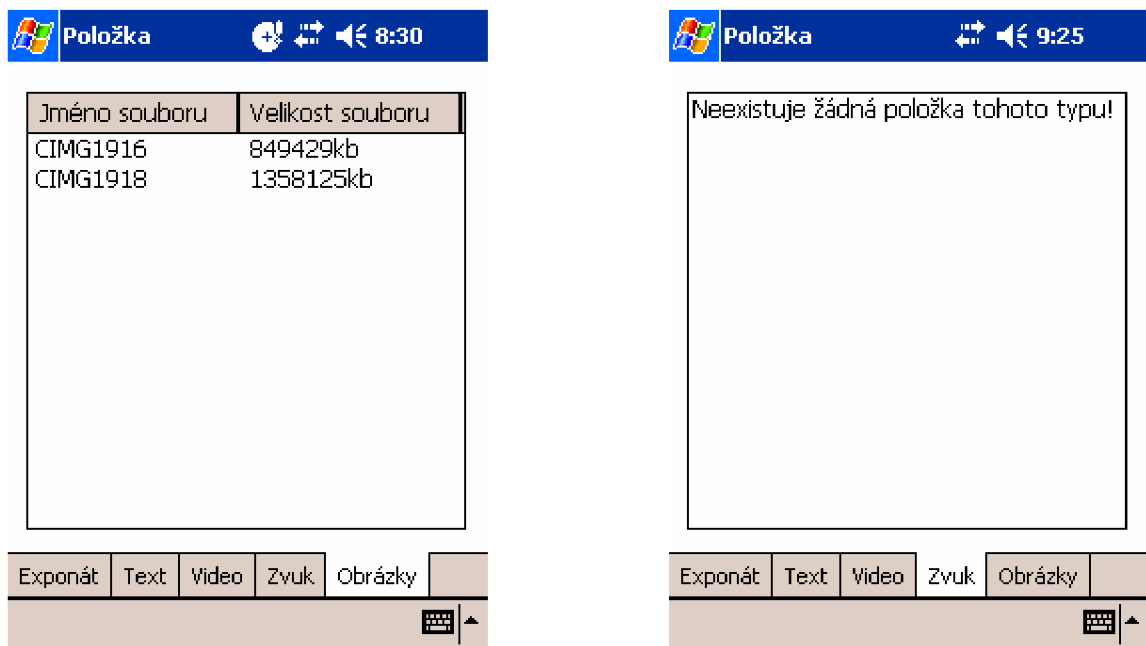 Položka 8:30
Jméno souboru Velikost souboru
CIMG1916 849429kb
CIMG1918 1358125kb
Exponát Text Video Zvuk Obrázky
Položka 9:25
Neexistuje žádná položka tohoto typu!
Exponát Text Video Zvuk Obrázky